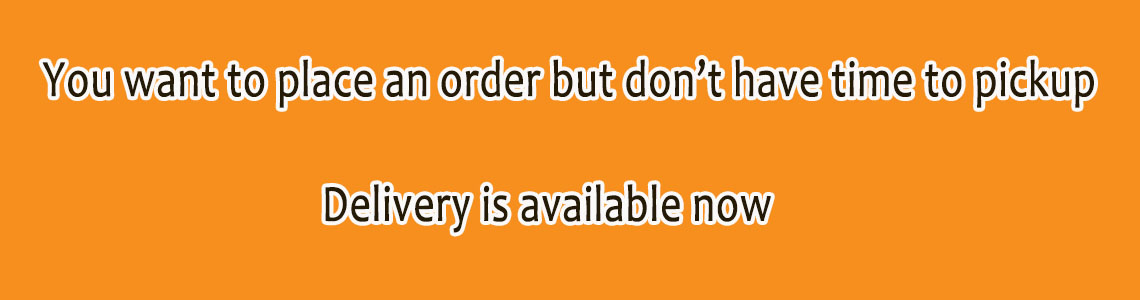 You want to place an order but don’t have time to pickup
Delivery is available now